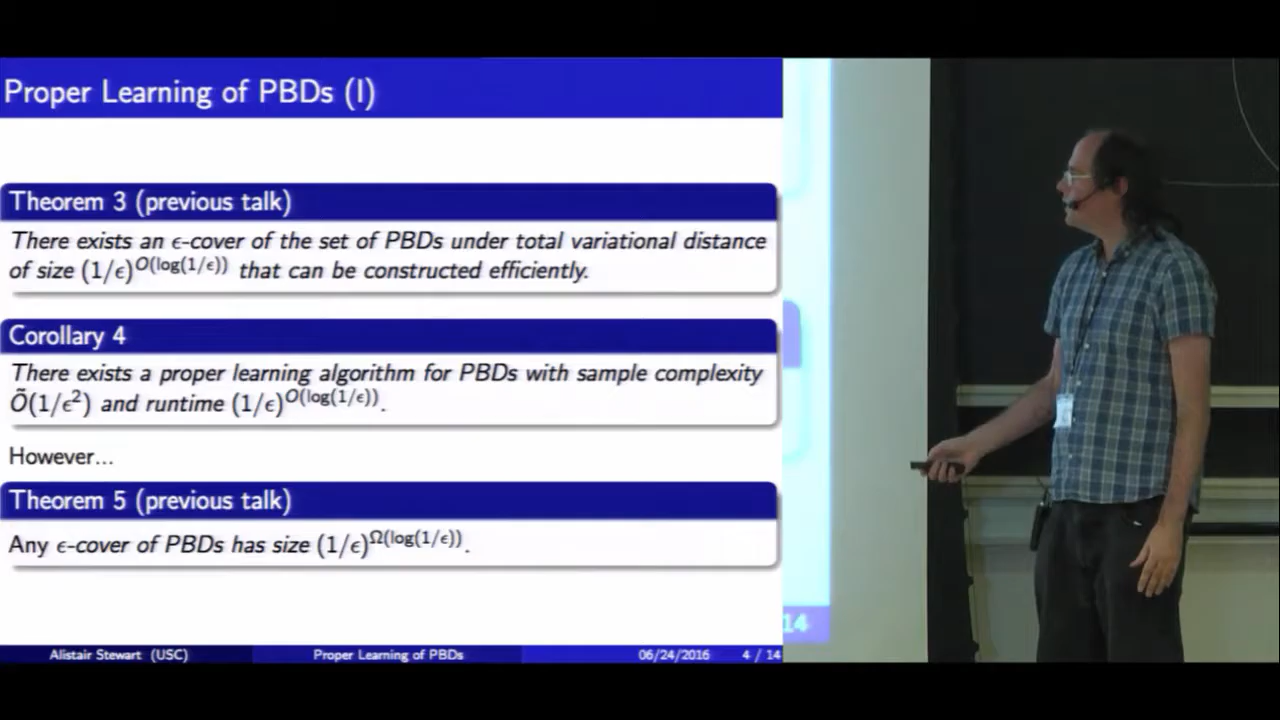 Proper Learning of PBDs (I)
Theorem 3 (previous talk)
There exists an ϵ-cover of the set of PBDs under total variational distance
of size (1/ϵ)^{O(log(1/ϵ))} that can be constructed efficiently.
Corollary 4
There exists a proper learning algorithm for PBDs with sample complexity
Õ(1/ϵ²) and runtime (1/ϵ)^{O(log(1/ϵ))}.
However...
Theorem 5 (previous talk)
Any ϵ-cover of PBDs has size (1/ϵ)^{Ω(log(1/ϵ))}.
14
Alistair Stewart (USC) Proper Learning of PBDs 06/24/2016 4 / 14